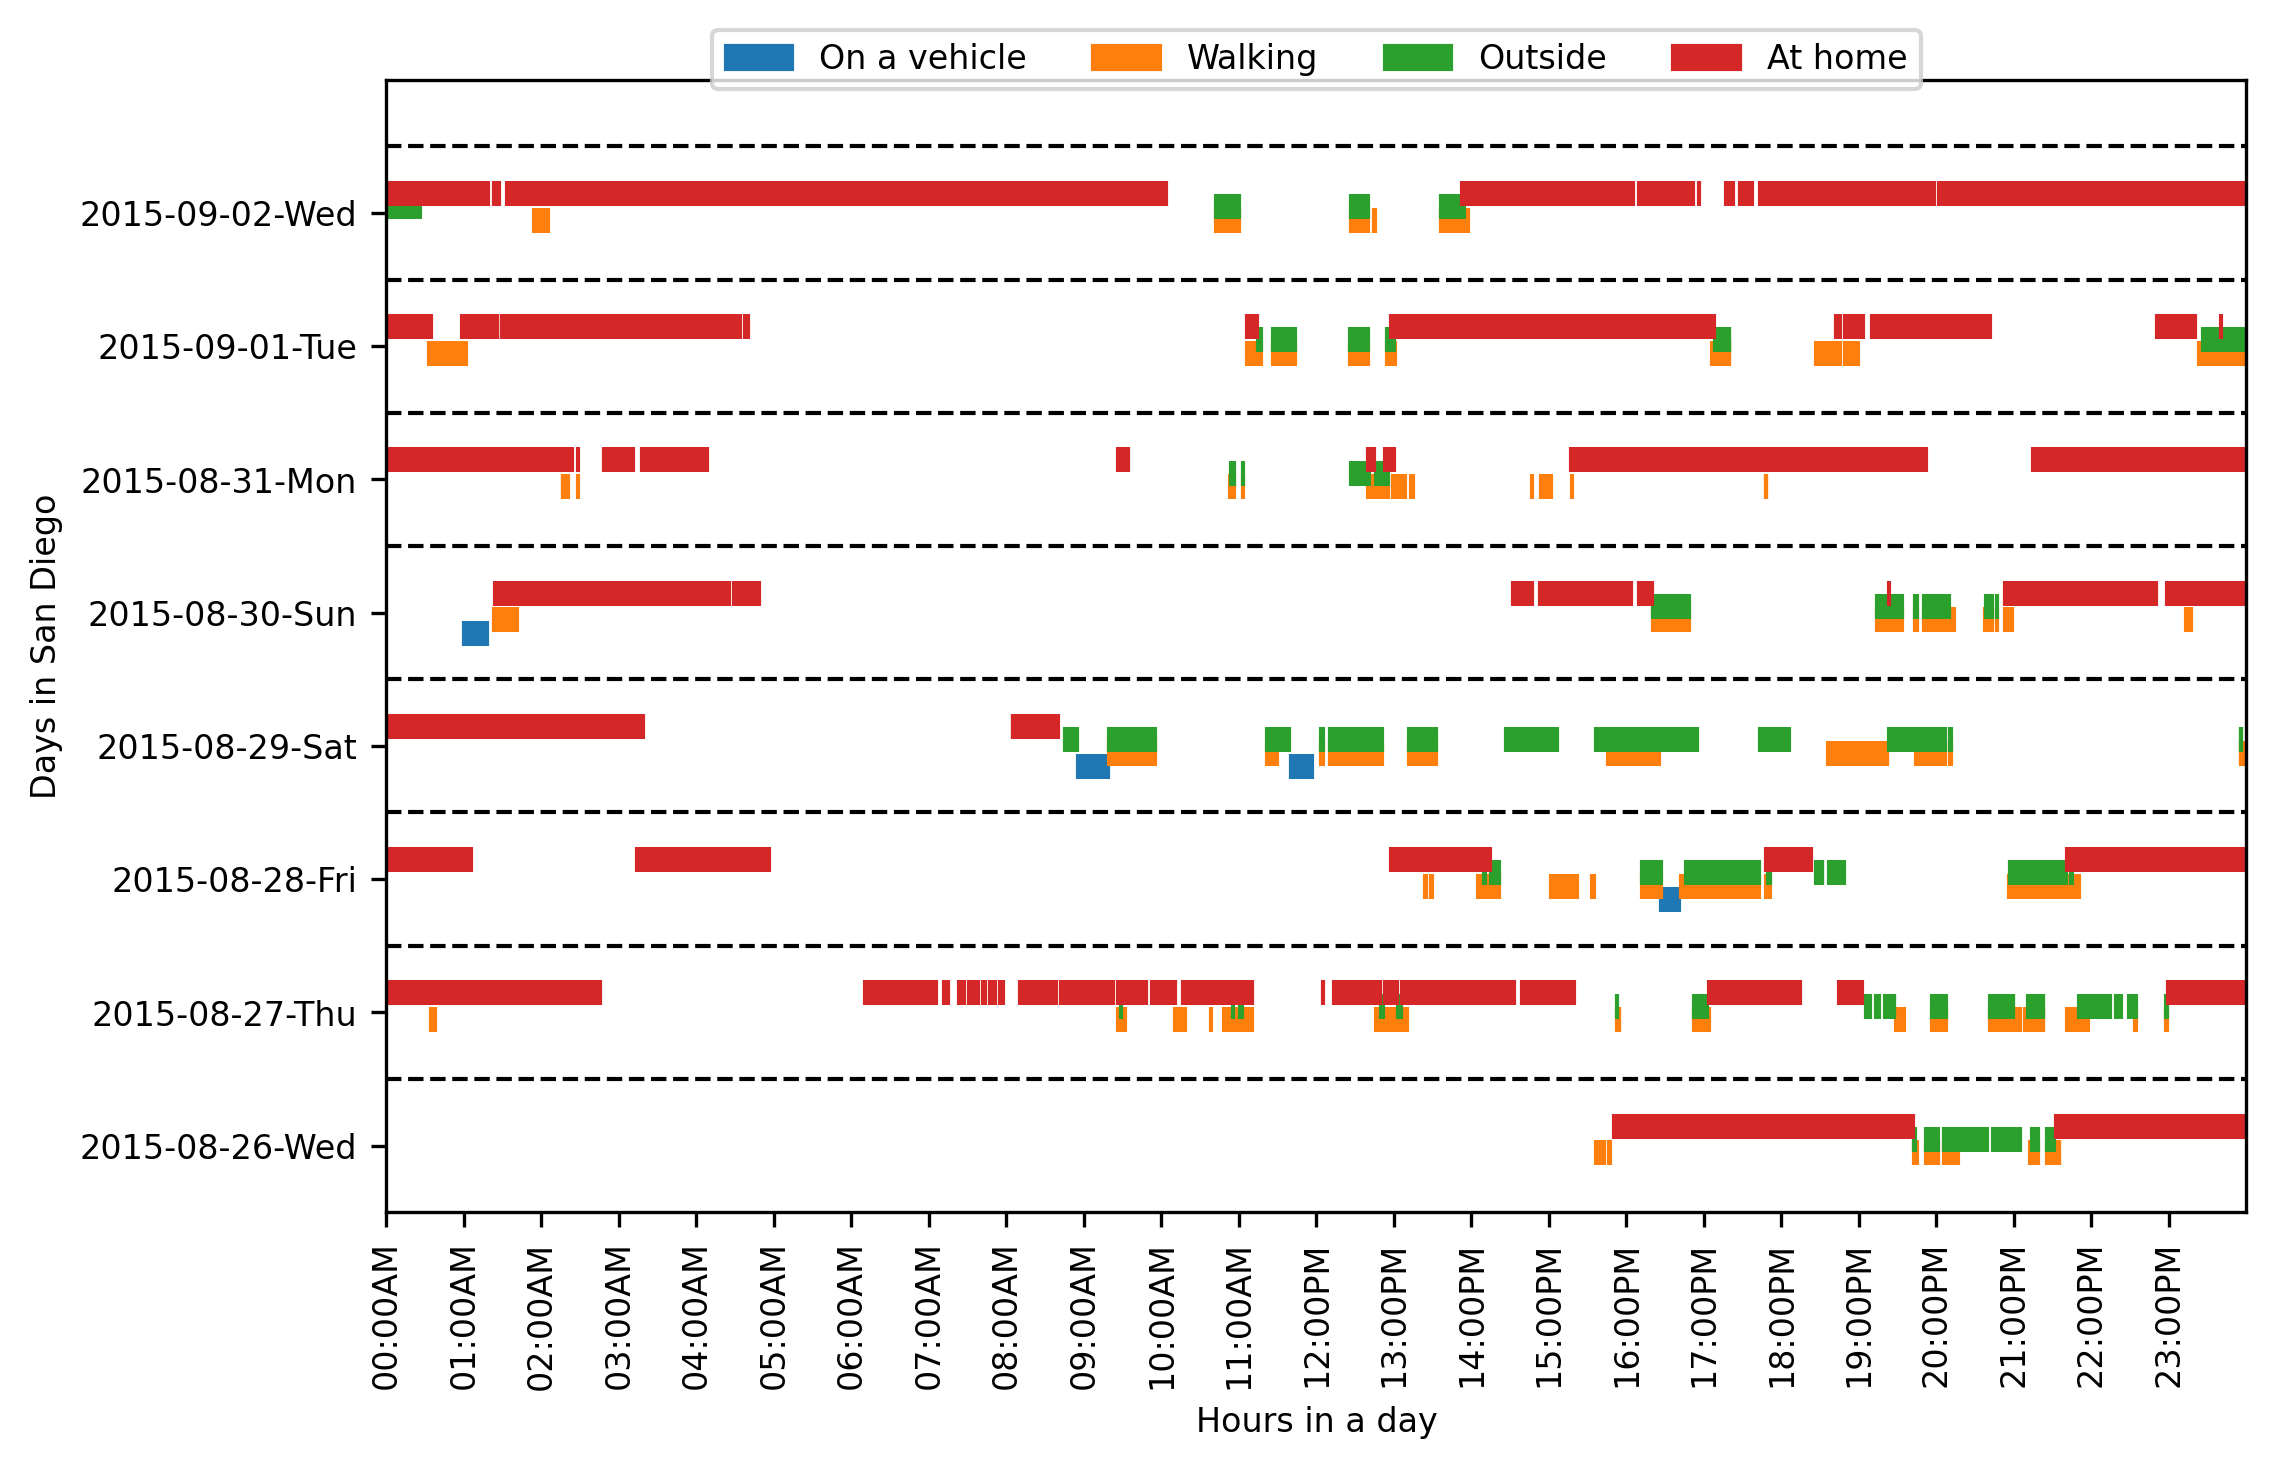 On a vehicle Walking Outside At home
2015-09-02-Wed
2015-09-01-Tue
2015-08-31-Mon
2015-08-30-Sun
2015-08-29-Sat
2015-08-28-Fri
2015-08-27-Thu
2015-08-26-Wed
Days in San Diego
00:00AM
01:00AM
02:00AM
03:00AM
04:00AM
05:00AM
06:00AM
07:00AM
08:00AM
09:00AM
10:00AM
11:00AM
12:00PM
13:00PM
14:00PM
15:00PM
16:00PM
17:00PM
18:00PM
19:00PM
20:00PM
21:00PM
22:00PM
23:00PM
Hours in a day